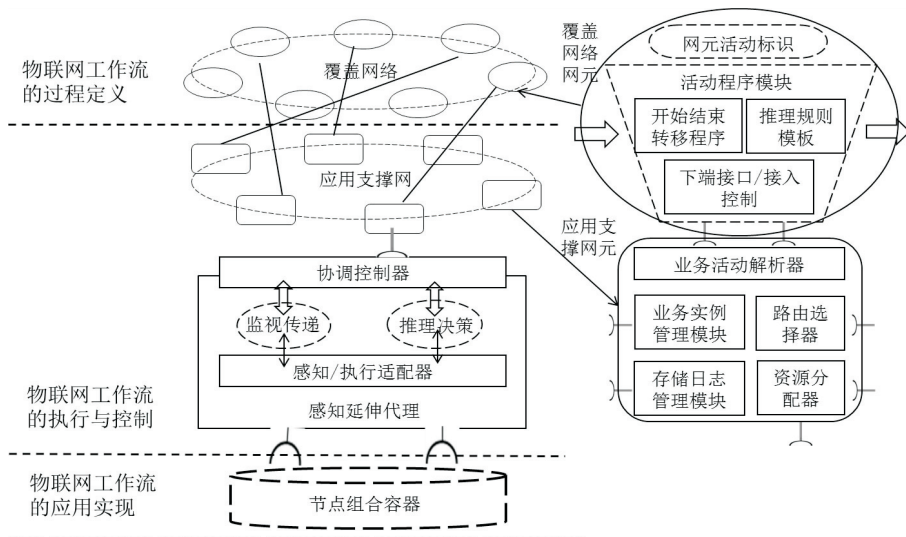 物联网工作流
的过程定义
覆盖网络
覆盖
网络
网元
网元活动标识
活动程序模块
开始结束
转移程序
推理规则
模板
下端接口/接入
控制
应用支撑网
应用支
撑网元
物联网工作流
的执行与控制
协调控制器
监视传递
推理决策
感知/执行适配器
感知延伸代理
业务活动解析器
业务实例
管理模块
路由选
择器
存储日志
管理模块
资源分
配器
物联网工作流
的应用实现
节点组合容器